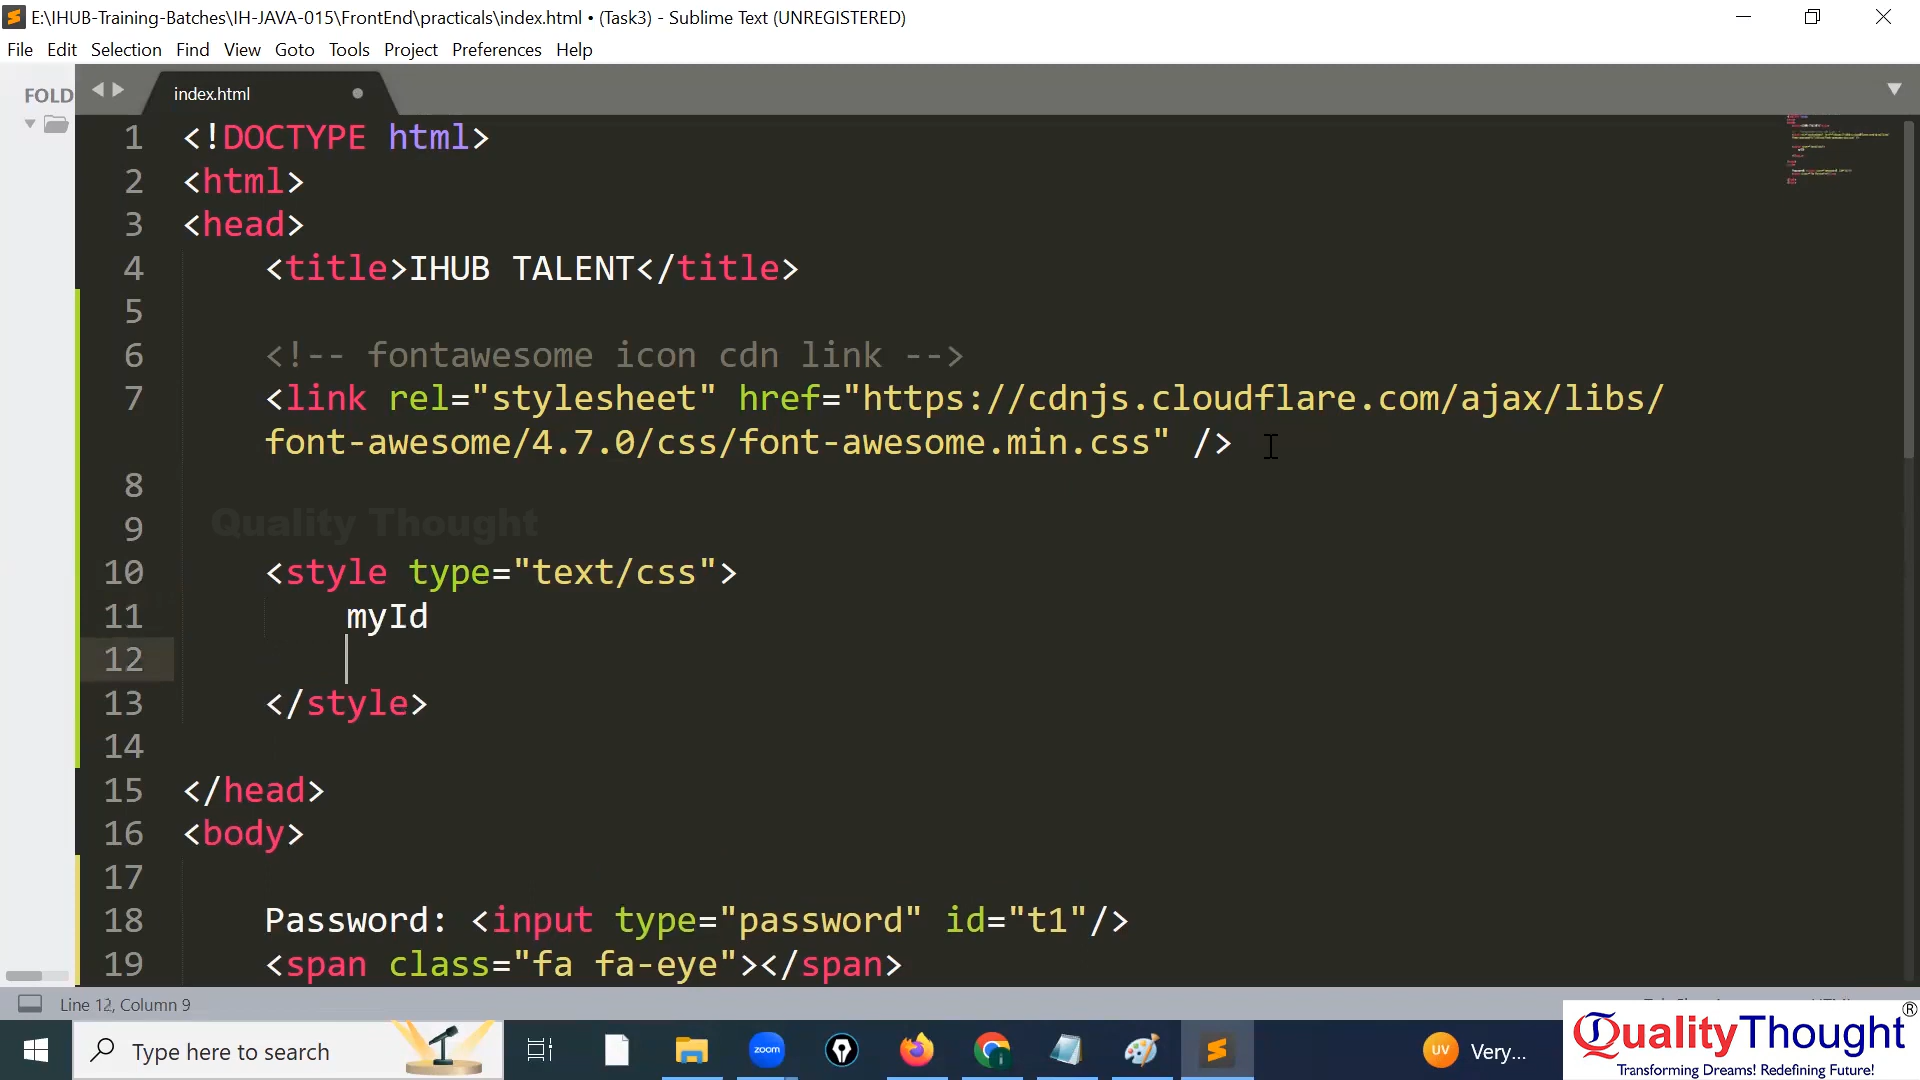 E:\IHUB-Training-Batches\IH-JAVA-015\FrontEnd\practicals\index.html • (Task3) - Sublime Text (UNREGISTERED)
File Edit Selection Find View Goto Tools Project Preferences Help
FOLD
index.html
1 <!DOCTYPE html>
2 <html>
3 <head>
4 <title>IHUB TALENT</title>
5
6 <!-- fontawesome icon cdn link -->
7 <link rel="stylesheet" href="https://cdnjs.cloudflare.com/ajax/libs/
font-awesome/4.7.0/css/font-awesome.min.css" />
8
9
Quality Thought
10 <style type="text/css">
11 myId
12
13 </style>
14
15 </head>
16 <body>
17
18 Password: <input type="password" id="t1"/>
19 <span class="fa fa-eye"></span>
Line 12, Column 9
Type here to search
zoom
UV Very...
QualityThought ®
Transforming Dreams! Redefining Future!